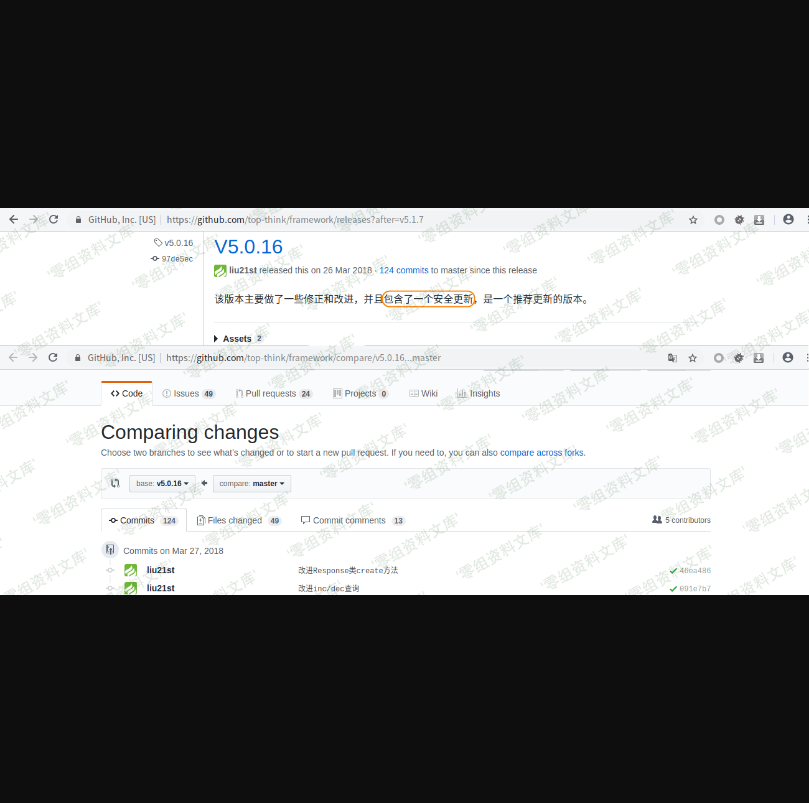 GitHub, Inc. [US] https://github.com/top-think/framework/releases?after=v5.1.7
v5.0.16
97de5ec
V5.0.16
liu21st released this on 26 Mar 2018 · 124 commits to master since this release
该版本主要做了一些修正和改进，并且包含了一个安全更新，是一个推荐更新的版本。
Assets 2
GitHub, Inc. [US] https://github.com/top-think/framework/compare/v5.0.16...master
Code Issues 49 Pull requests 24 Projects 0 Wiki Insights
Comparing changes
Choose two branches to see what's changed or to start a new pull request. If you need to, you can also compare across forks.
base: v5.0.16 compare: master
Commits 124 Files changed 49 Commit comments 13 5 contributors
Commits on Mar 27, 2018
liu21st 改进Response类create方法
liu21st 改进inc/dec查询 091e7b7
零组资料文库